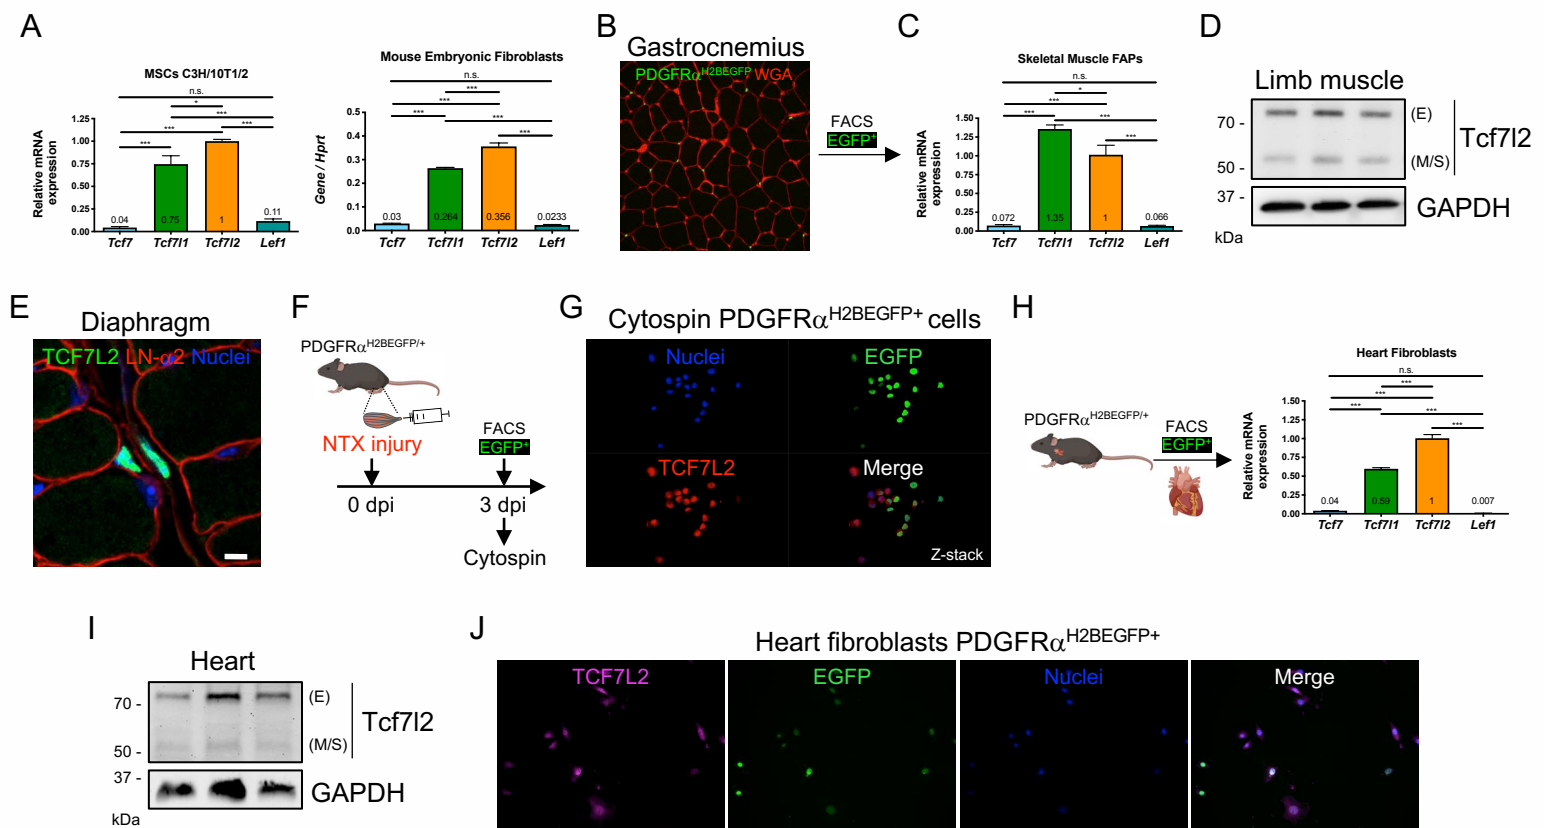 A
MSCs C3H/10T1/2
n.s.
*
***
***
***
***
Relative mRNA
expression
1.25
1.00
0.75
0.50
0.25
0.00
0.04
0.75
1
0.11
Tcf7
Tcf7l1
Tcf7l2
Lef1
Mouse Embryonic Fibroblasts
n.s.
***
***
***
***
***
Gene / Hprt
0.5
0.4
0.3
0.2
0.1
0.0
0.03
0.264
0.356
0.0233
Tcf7
Tcf7l1
Tcf7l2
Lef1
B
Gastrocnemius
PDGFRα^H2BEGFP WGA
FACS
EGFP+
C
Skeletal Muscle FAPs
n.s.
*
***
***
***
***
Relative mRNA
expression
1.50
1.25
1.00
0.75
0.50
0.25
0.00
0.072
1.35
1
0.066
Tcf7
Tcf7l1
Tcf7l2
Lef1
D
Limb muscle
70 -
50 -
37 -
kDa
(E)
(M/S)
Tcf7l2
GAPDH
E
Diaphragm
TCF7L2 LN-α2 Nuclei
F
PDGFRα^H2BEGFP/+
NTX injury
FACS
EGFP+
0 dpi
3 dpi
Cytospin
G
Cytospin PDGFRα^H2BEGFP+ cells
Nuclei
EGFP
TCF7L2
Merge
Z-stack
H
PDGFRα^H2BEGFP/+
FACS
EGFP+
Heart Fibroblasts
n.s.
***
***
***
***
***
Relative mRNA
expression
1.50
1.25
1.00
0.75
0.50
0.25
0.00
0.04
0.59
1
0.007
Tcf7
Tcf7l1
Tcf7l2
Lef1
I
Heart
70 -
50 -
37 -
kDa
(E)
(M/S)
Tcf7l2
GAPDH
J
Heart fibroblasts PDGFRα^H2BEGFP+
TCF7L2
EGFP
Nuclei
Merge